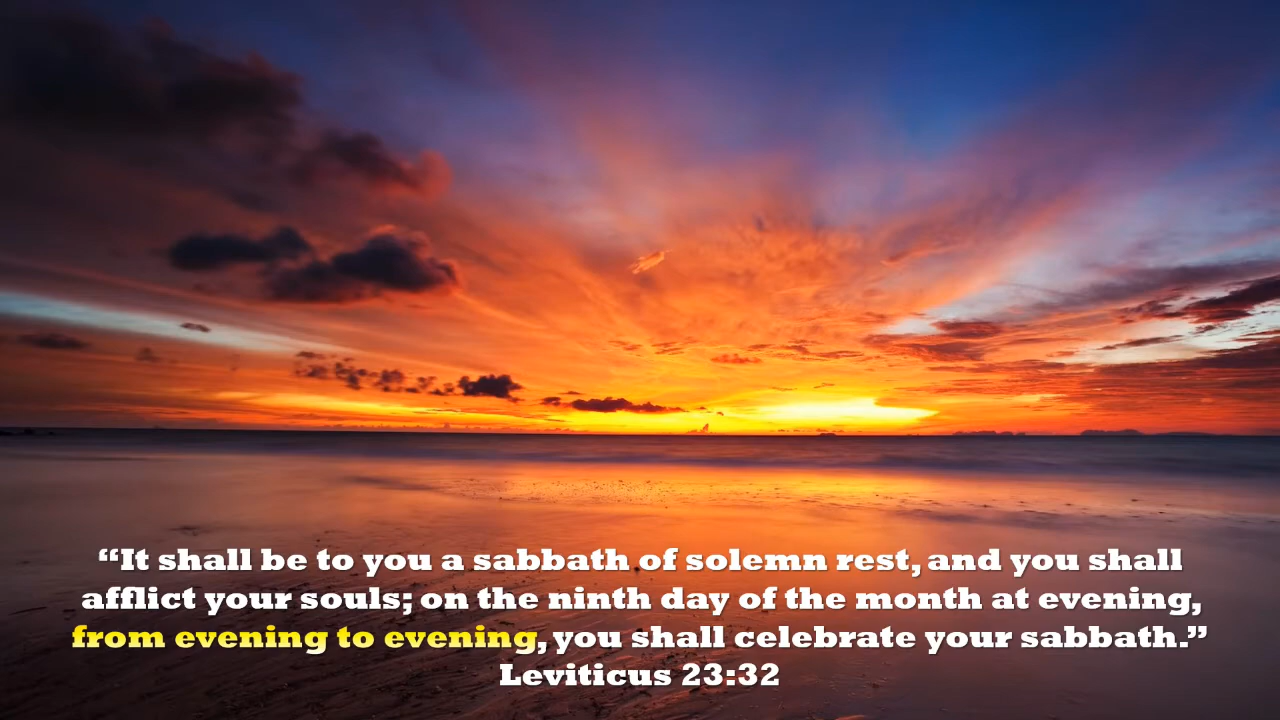 “It shall be to you a sabbath of solemn rest, and you shall
afflict your souls; on the ninth day of the month at evening,
from evening to evening, you shall celebrate your sabbath.”
Leviticus 23:32